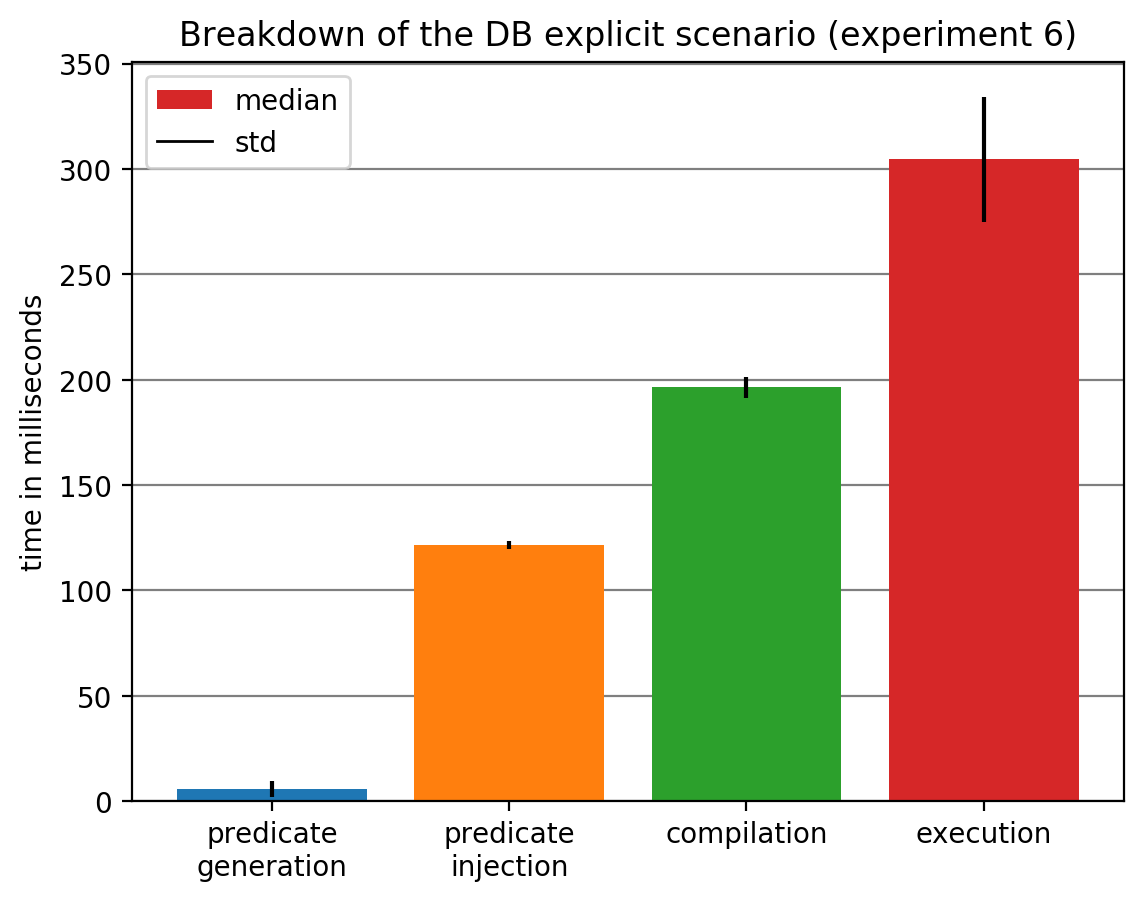 Breakdown of the DB explicit scenario (experiment 6)
median
std
350
300
250
200
150
100
50
0
time in milliseconds
predicate
generation
predicate
injection
compilation
execution